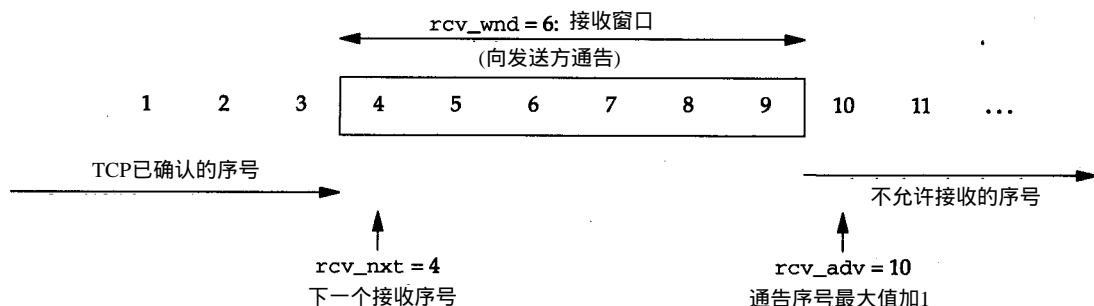 rcv_wnd = 6: 接收窗口
(向发送方通告)
1 2 3 4 5 6 7 8 9 10 11 ...
TCP已确认的序号
不允许接收的序号
rcv_nxt = 4
下一个接收序号
rcv_adv = 10
通告序号最大值加1